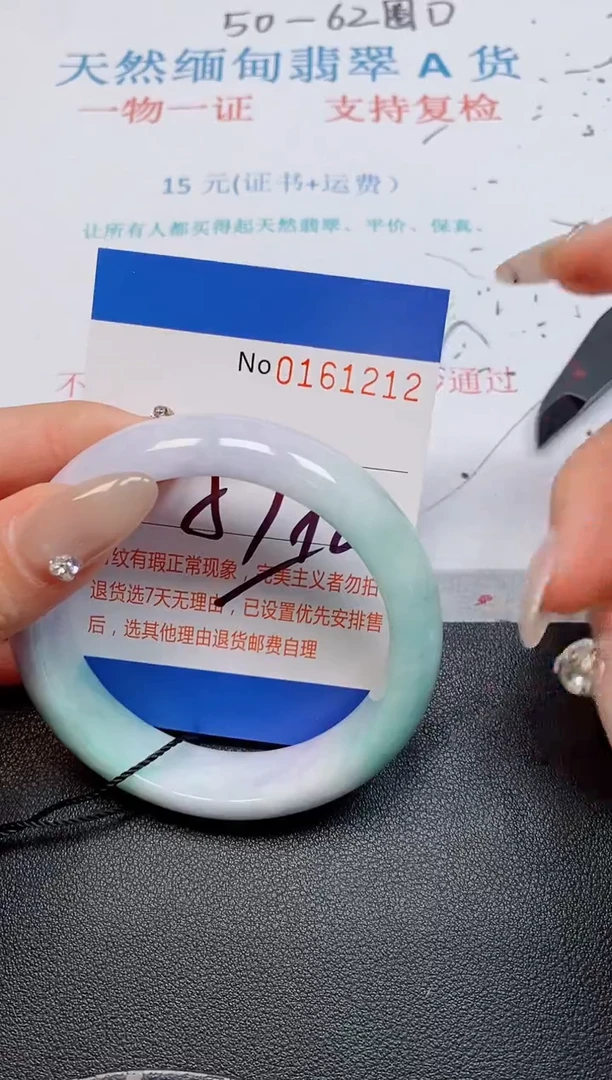 50-62圈口
天然缅甸翡翠 A 货
一物一证 支持复检
15 元(证书+运费)
让所有人都买得起天然翡翠、平价、保真.
No0161212
不
通过
纹有瑕正常现象，完美主义者勿拍
退货选7天无理由，已设置优先安排售
后，选其他理由退货邮费自理